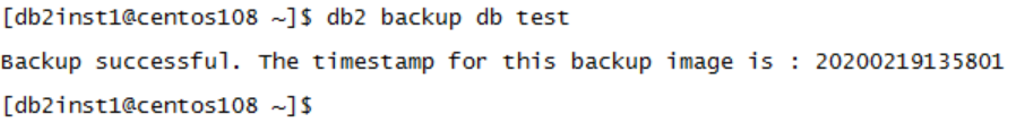 [db2inst1@centos108 ~]$ db2 backup db test
Backup successful. The timestamp for this backup image is : 20200219135801
[db2inst1@centos108 ~]$